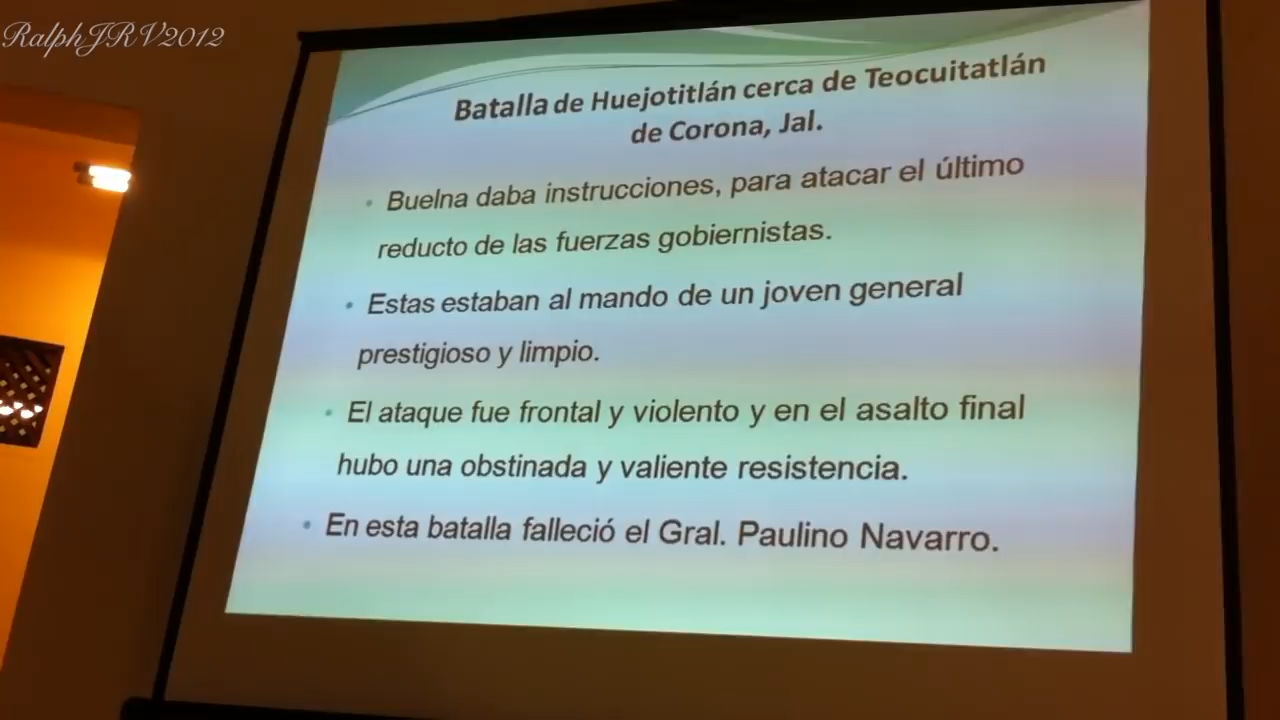 RalphJRV2012
Batalla de Huejotitlán cerca de Teocuitatlán
de Corona, Jal.
• Buelna daba instrucciones, para atacar el último
reducto de las fuerzas gobiernistas.
• Estas estaban al mando de un joven general
prestigioso y limpio.
• El ataque fue frontal y violento y en el asalto final
hubo una obstinada y valiente resistencia.
• En esta batalla falleció el Gral. Paulino Navarro.